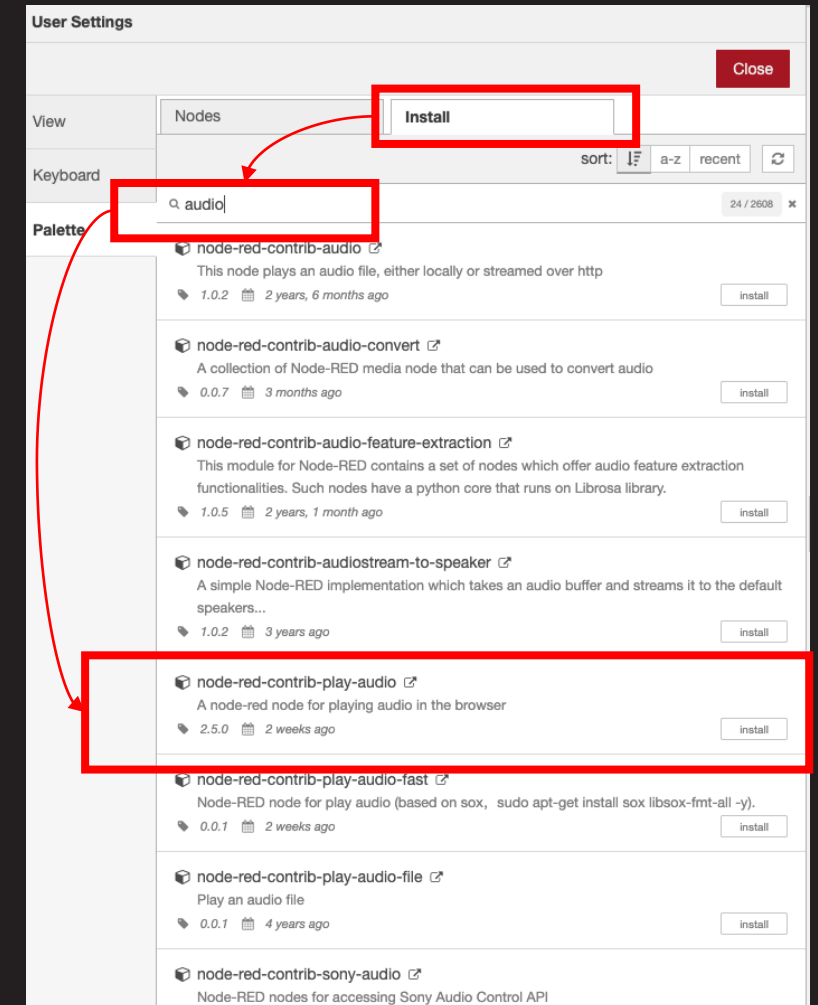 User Settings
Close
View
Keyboard
Palette
Nodes
Install
sort: a-z recent
audio
24 / 2608
node-red-contrib-audio
This node plays an audio file, either locally or streamed over http
1.0.2 2 years, 6 months ago
install
node-red-contrib-audio-convert
A collection of Node-RED media node that can be used to convert audio
0.0.7 3 months ago
install
node-red-contrib-audio-feature-extraction
This module for Node-RED contains a set of nodes which offer audio feature extraction
functionalities. Such nodes have a python core that runs on Librosa library.
1.0.5 2 years, 1 month ago
install
node-red-contrib-audiostream-to-speaker
A simple Node-RED implementation which takes an audio buffer and streams it to the default
speakers...
1.0.2 3 years ago
install
node-red-contrib-play-audio
A node-red node for playing audio in the browser
2.5.0 2 weeks ago
install
node-red-contrib-play-audio-fast
Node-RED node for play audio (based on sox，sudo apt-get install sox libsox-fmt-all -y).
0.0.1 2 weeks ago
install
node-red-contrib-play-audio-file
Play an audio file
0.0.1 4 years ago
install
node-red-contrib-sony-audio
Node-RED nodes for accessing Sony Audio Control API